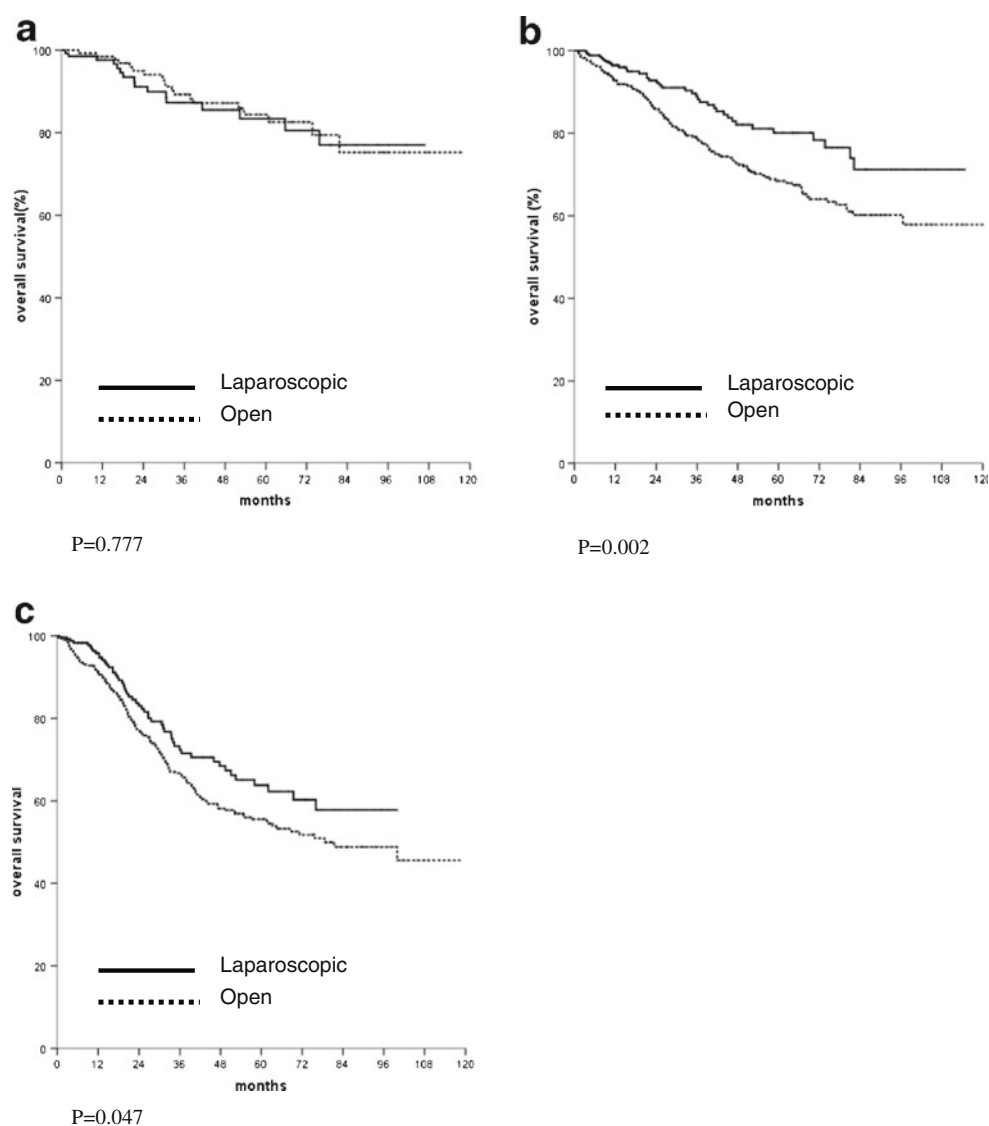 a
100
80
60
40
20
0
overall survival(%)
Laparoscopic
Open
0 12 24 36 48 60 72 84 96 108 120
months
P=0.777
b
100
80
60
40
20
0
overall survival (%)
Laparoscopic
Open
0 12 24 36 48 60 72 84 96 108 120
months
P=0.002
c
100
80
60
40
20
0
overall survival
Laparoscopic
Open
0 12 24 36 48 60 72 84 96 108 120
months
P=0.047